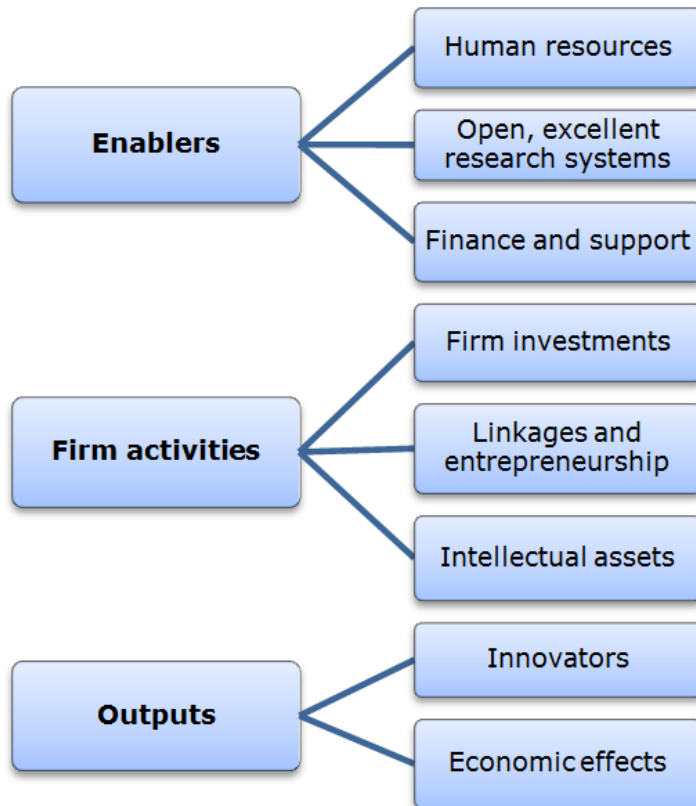 Enablers
Human resources
Open, excellent
research systems
Finance and support
Firm activities
Firm investments
Linkages and
entrepreneurship
Intellectual assets
Outputs
Innovators
Economic effects